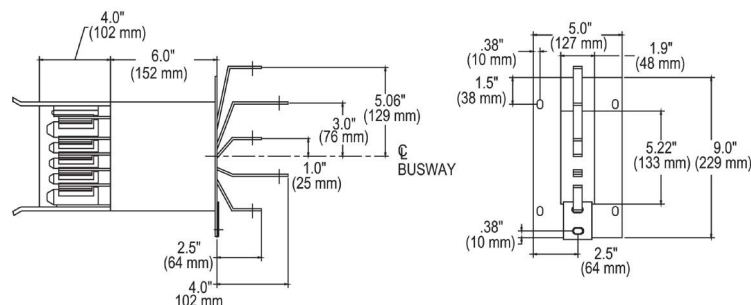 4.0"
(102 mm)
6.0"
(152 mm)
5.06"
(129 mm)
3.0"
(76 mm)
1.0"
(25 mm)
℄
BUSWAY
2.5"
(64 mm)
4.0"
102 mm
5.0"
(127 mm)
.38"
(10 mm)
1.9"
(48 mm)
1.5"
(38 mm)
5.22"
(133 mm)
9.0"
(229 mm)
.38"
(10 mm)
2.5"
(64 mm)